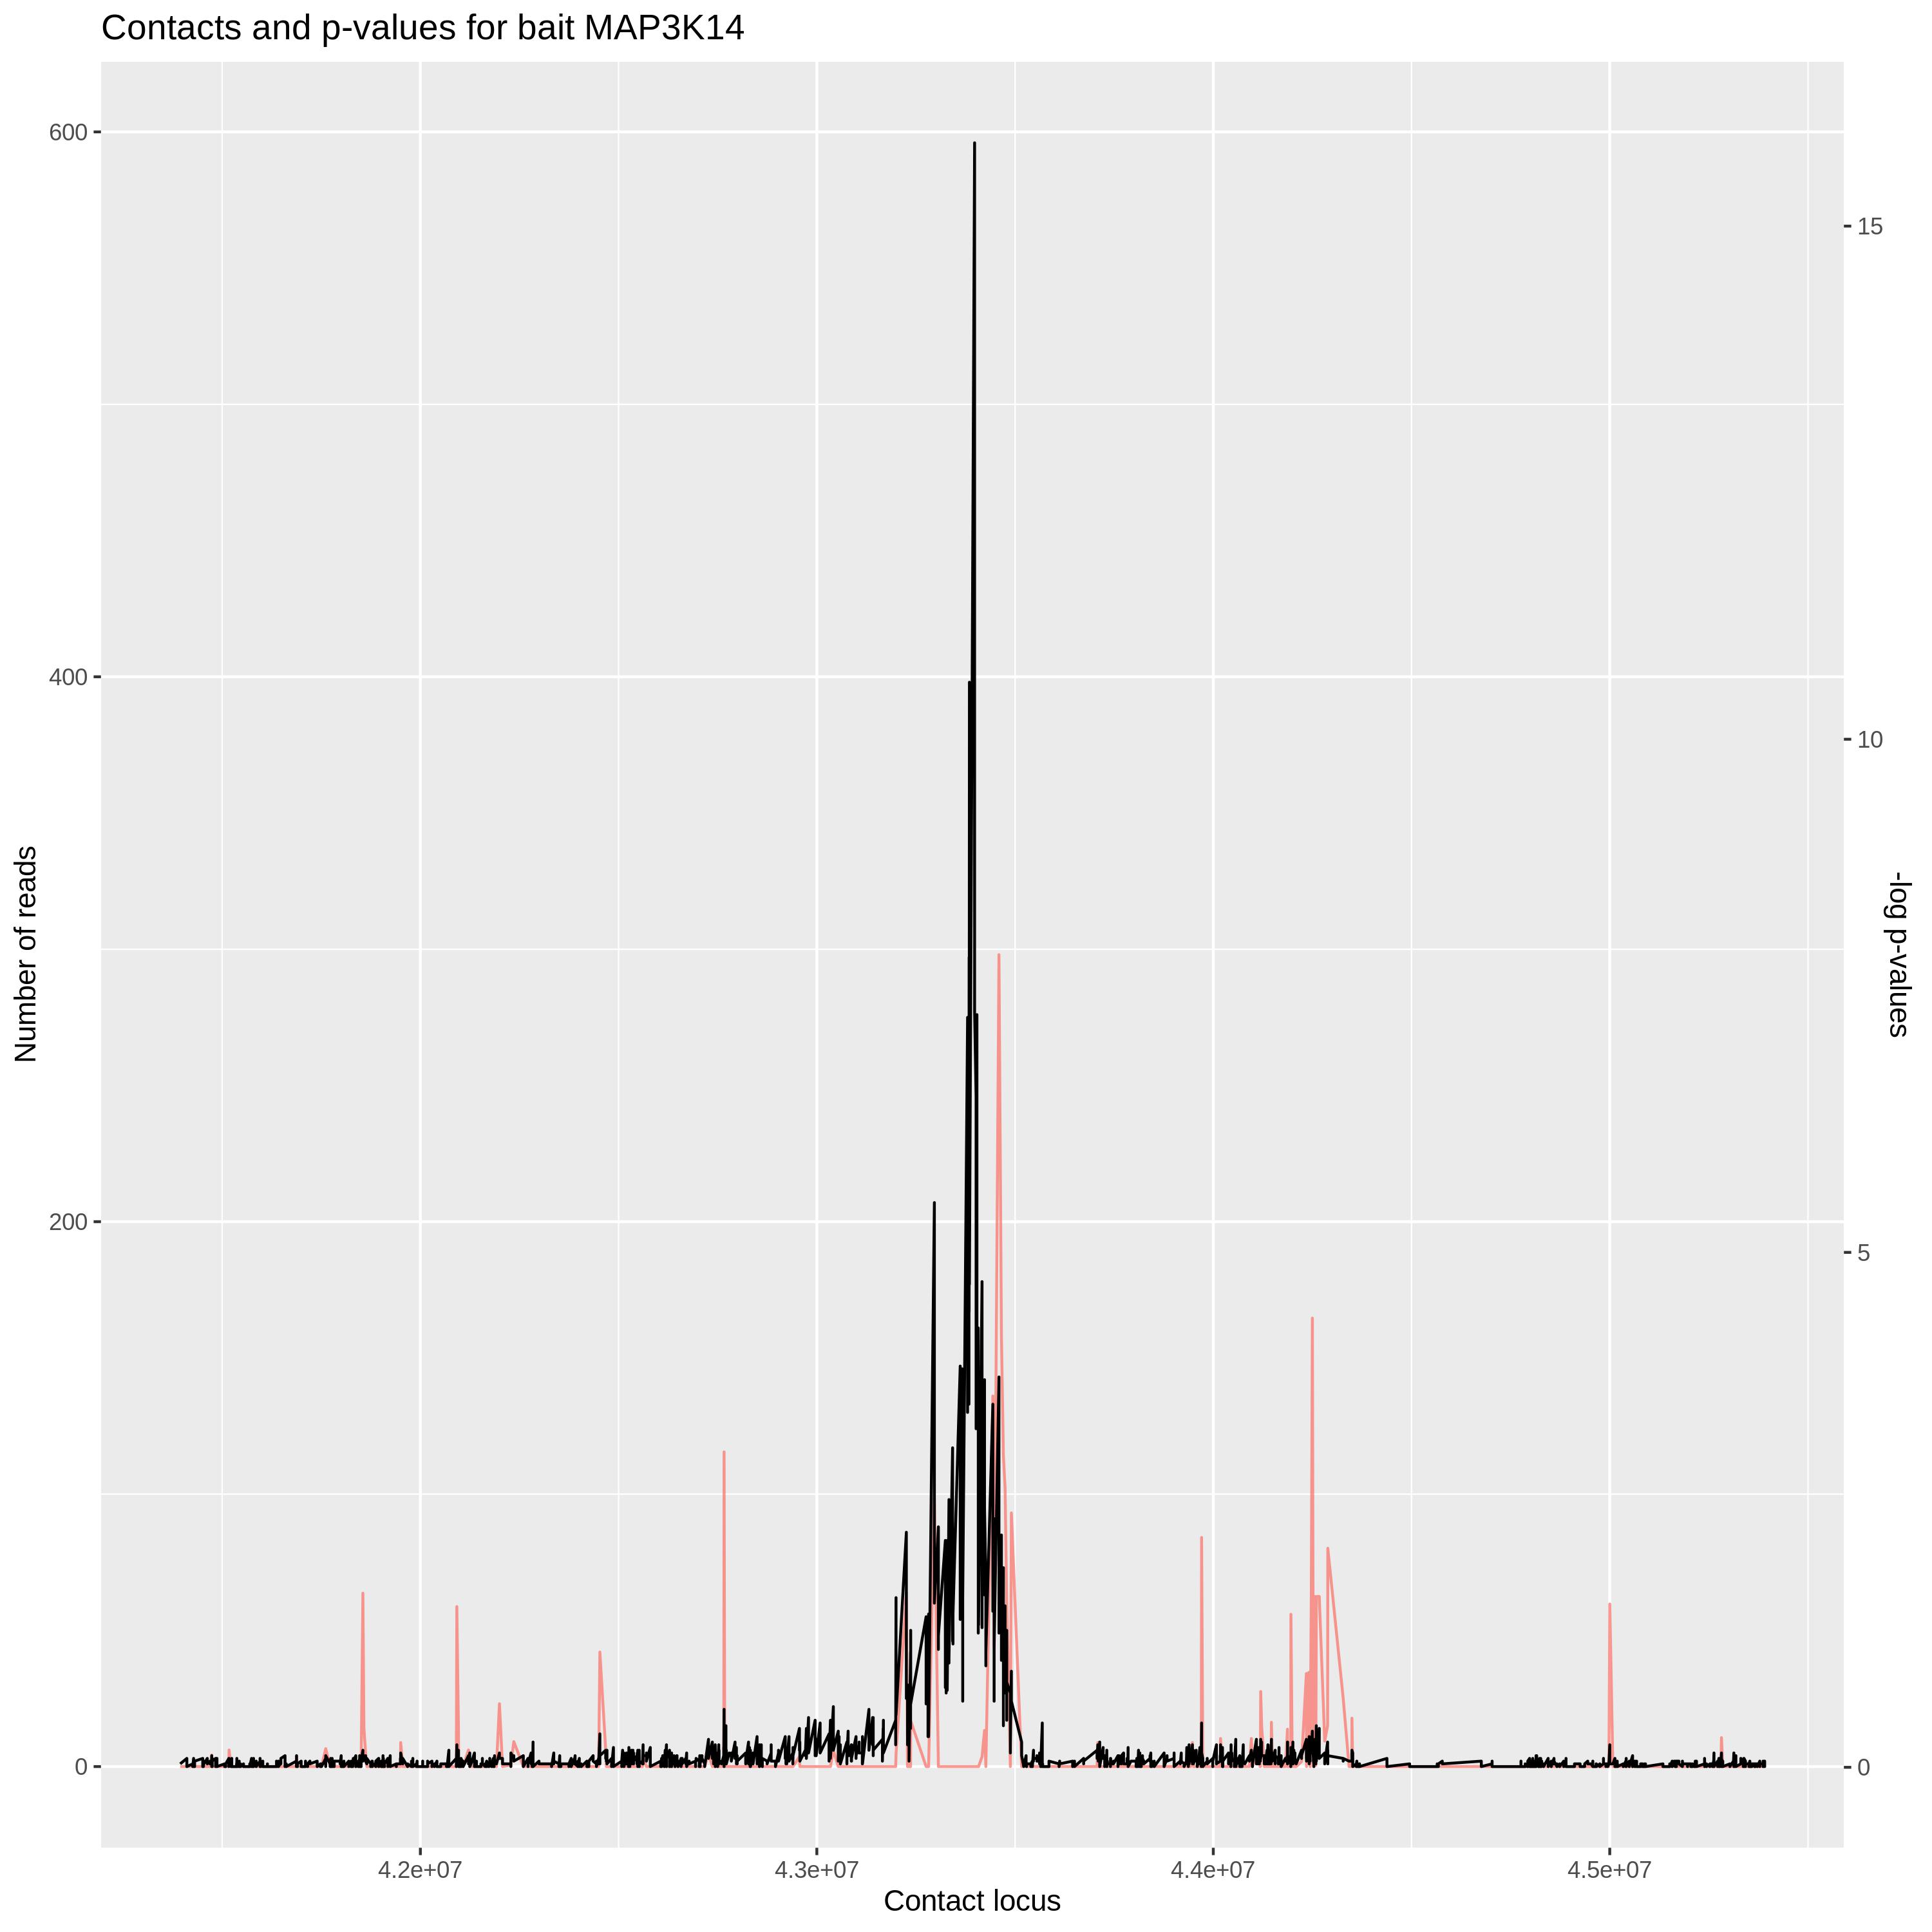 Contacts and p-values for bait MAP3K14
600
400
200
0
Number of reads
15
10
5
0
-log p-values
4.2e+07
4.3e+07
4.4e+07
4.5e+07
Contact locus